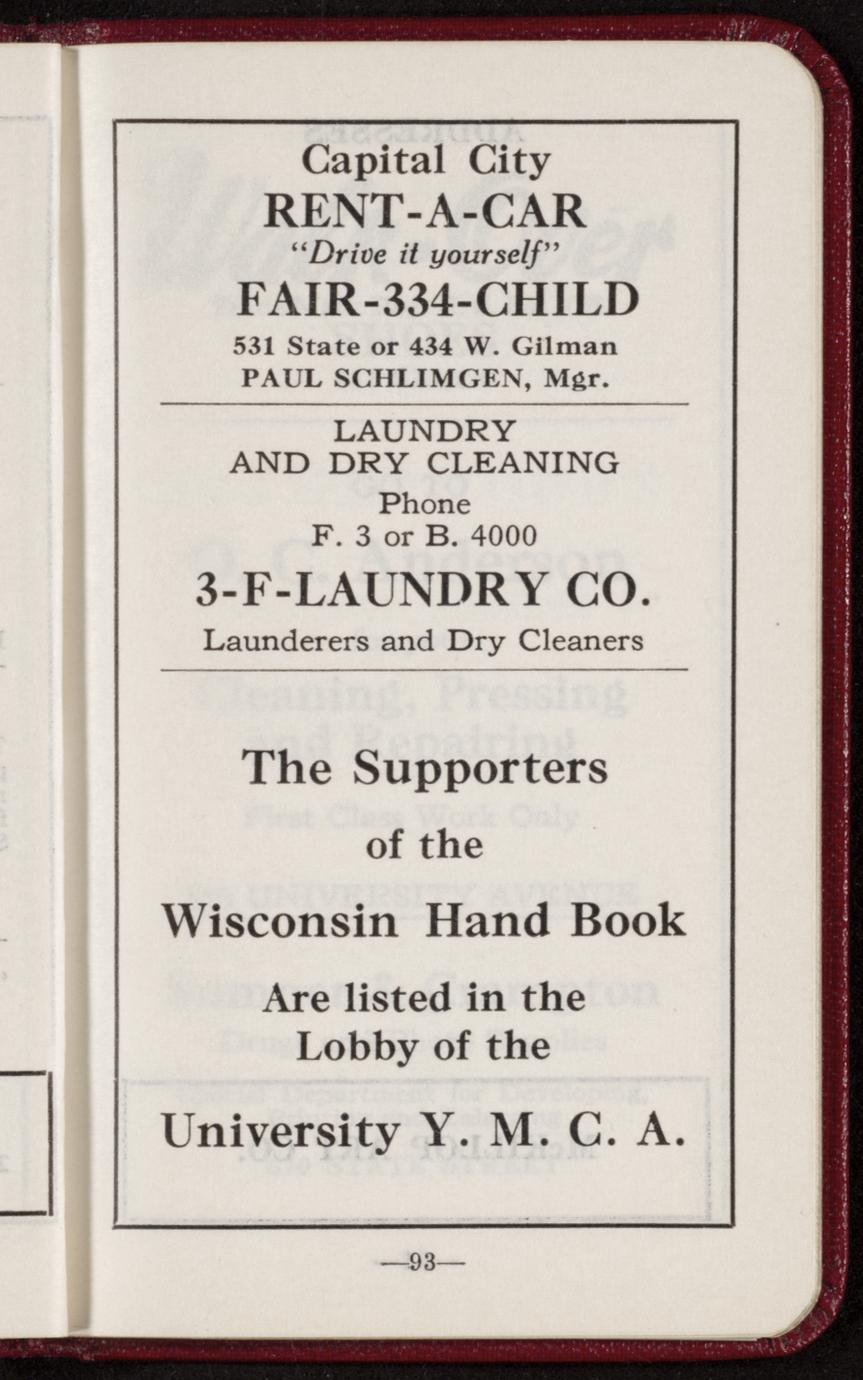 Capital City
RENT-A-CAR
“Drive it yourself”
FAIR-334-CHILD
531 State or 434 W. Gilman
PAUL SCHLIMGEN, Mgr.
LAUNDRY
AND DRY CLEANING
Phone
F. 3 or B. 4000
3-F-LAUNDRY CO.
Launderers and Dry Cleaners
The Supporters
of the
Wisconsin Hand Book
Are listed in the
Lobby of the
University Y. M. C. A.
—93—